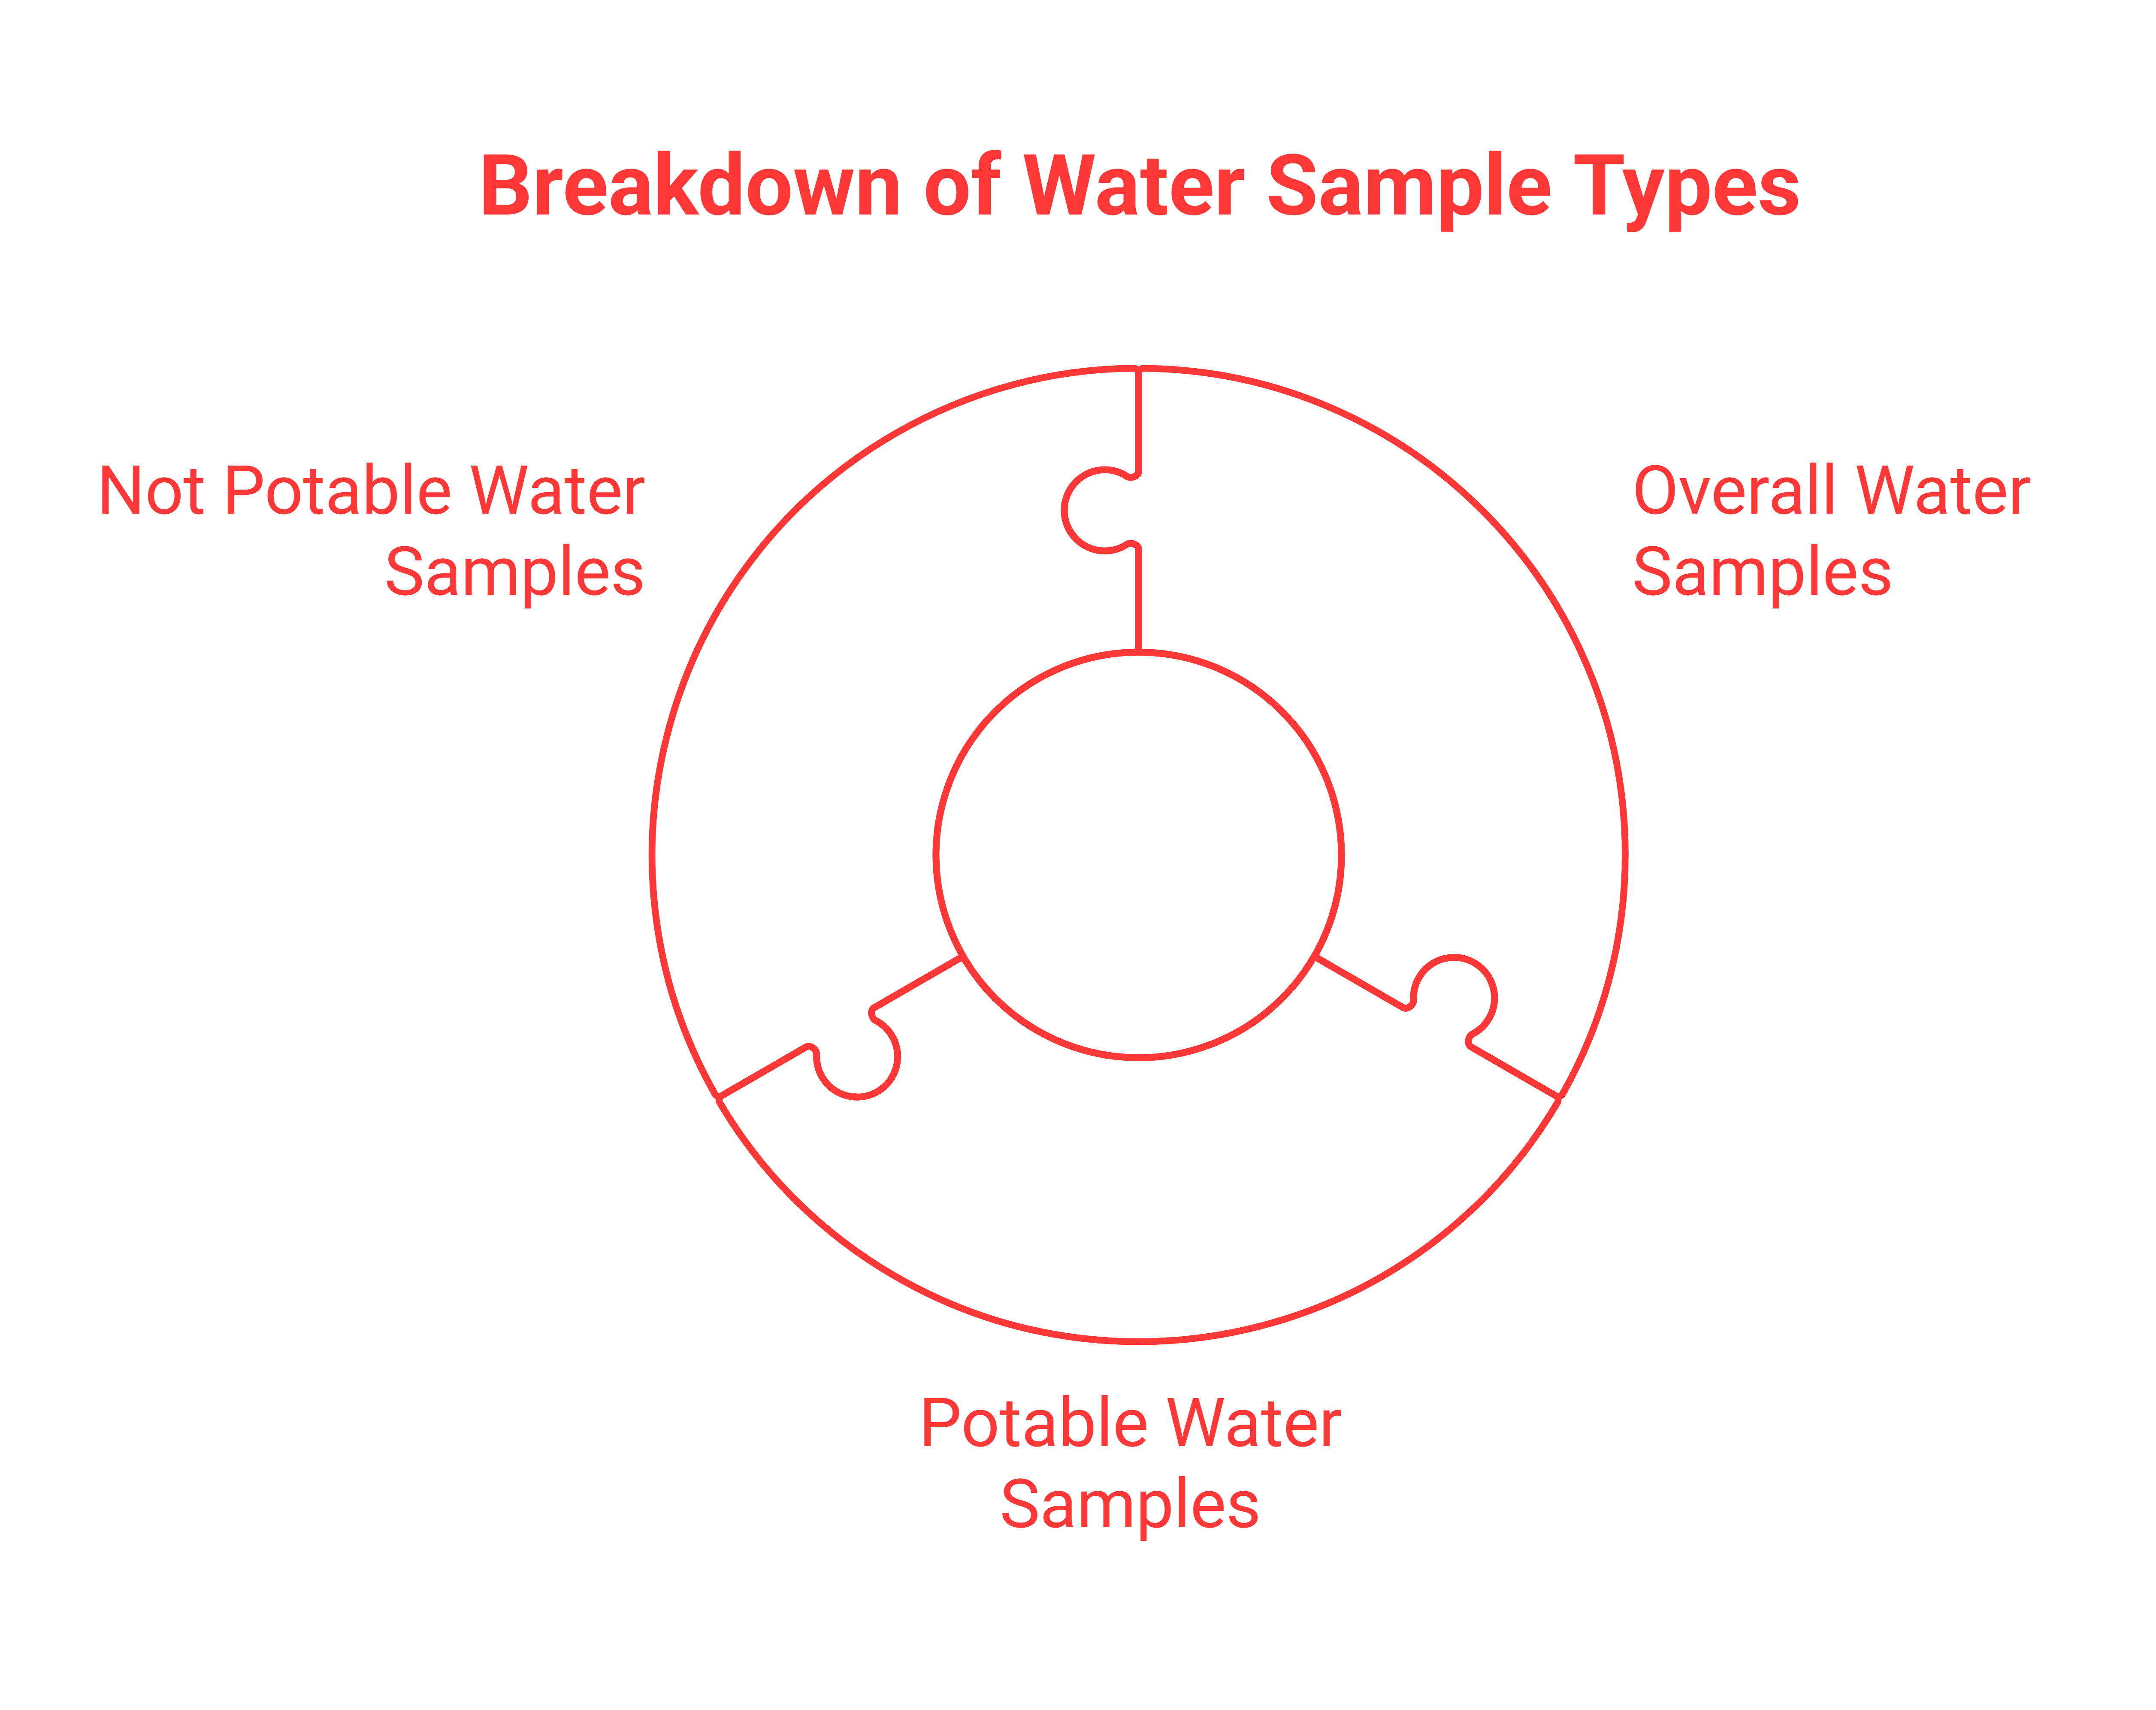 Breakdown of Water Sample Types
Not Potable Water
Samples
Overall Water
Samples
Potable Water
Samples